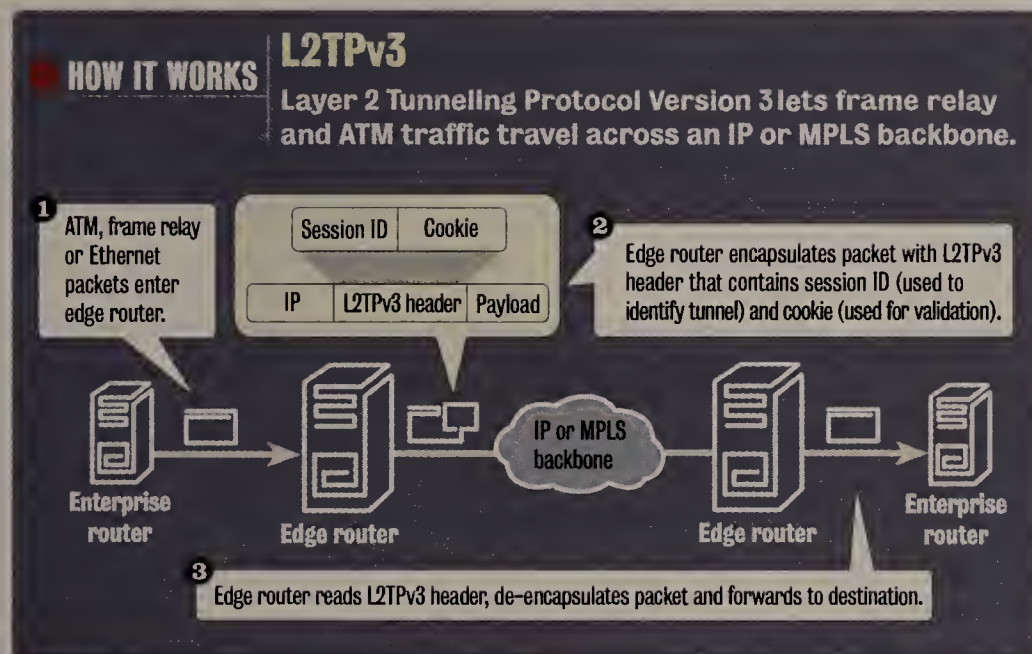 HOW IT WORKS
L2TPv3
Layer 2 Tunneling Protocol Version 3 lets frame relay
and ATM traffic travel across an IP or MPLS backbone.
1
ATM, frame relay
or Ethernet
packets enter
edge router.
Session ID Cookie
IP L2TPv3 header Payload
2
Edge router encapsulates packet with L2TPv3
header that contains session ID (used to
identify tunnel) and cookie (used for validation).
Enterprise
router
Edge router
IP or MPLS
backbone
Edge router
Enterprise
router
3
Edge router reads L2TPv3 header, de-encapsulates packet and forwards to destination.